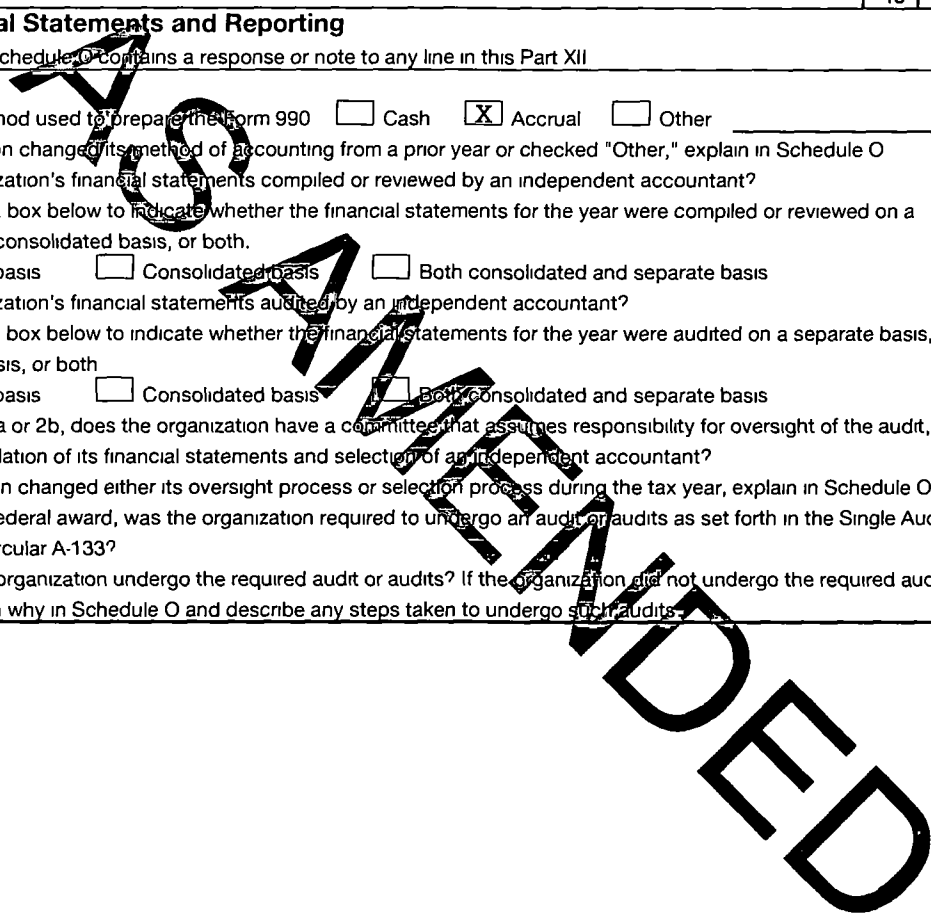 al Statements and Reporting
chedule O contains a response or note to any line in this Part XII
nod used to prepare the Form 990 Cash X Accrual Other
n changed its method of accounting from a prior year or checked "Other," explain in Schedule O
zation's financial statements compiled or reviewed by an independent accountant?
box below to indicate whether the financial statements for the year were compiled or reviewed on a
consolidated basis, or both.
basis Consolidated basis Both consolidated and separate basis
zation's financial statements audited by an independent accountant?
box below to indicate whether the financial statements for the year were audited on a separate basis,
sis, or both
basis Consolidated basis Both consolidated and separate basis
a or 2b, does the organization have a committee that assumes responsibility for oversight of the audit,
lation of its financial statements and selection of an independent accountant?
n changed either its oversight process or selection process during the tax year, explain in Schedule O
ederal award, was the organization required to undergo an audit or audits as set forth in the Single Aud
rcular A-133?
organization undergo the required audit or audits? If the organization did not undergo the required aud
n why in Schedule O and describe any steps taken to undergo such audits
AS AMENDED